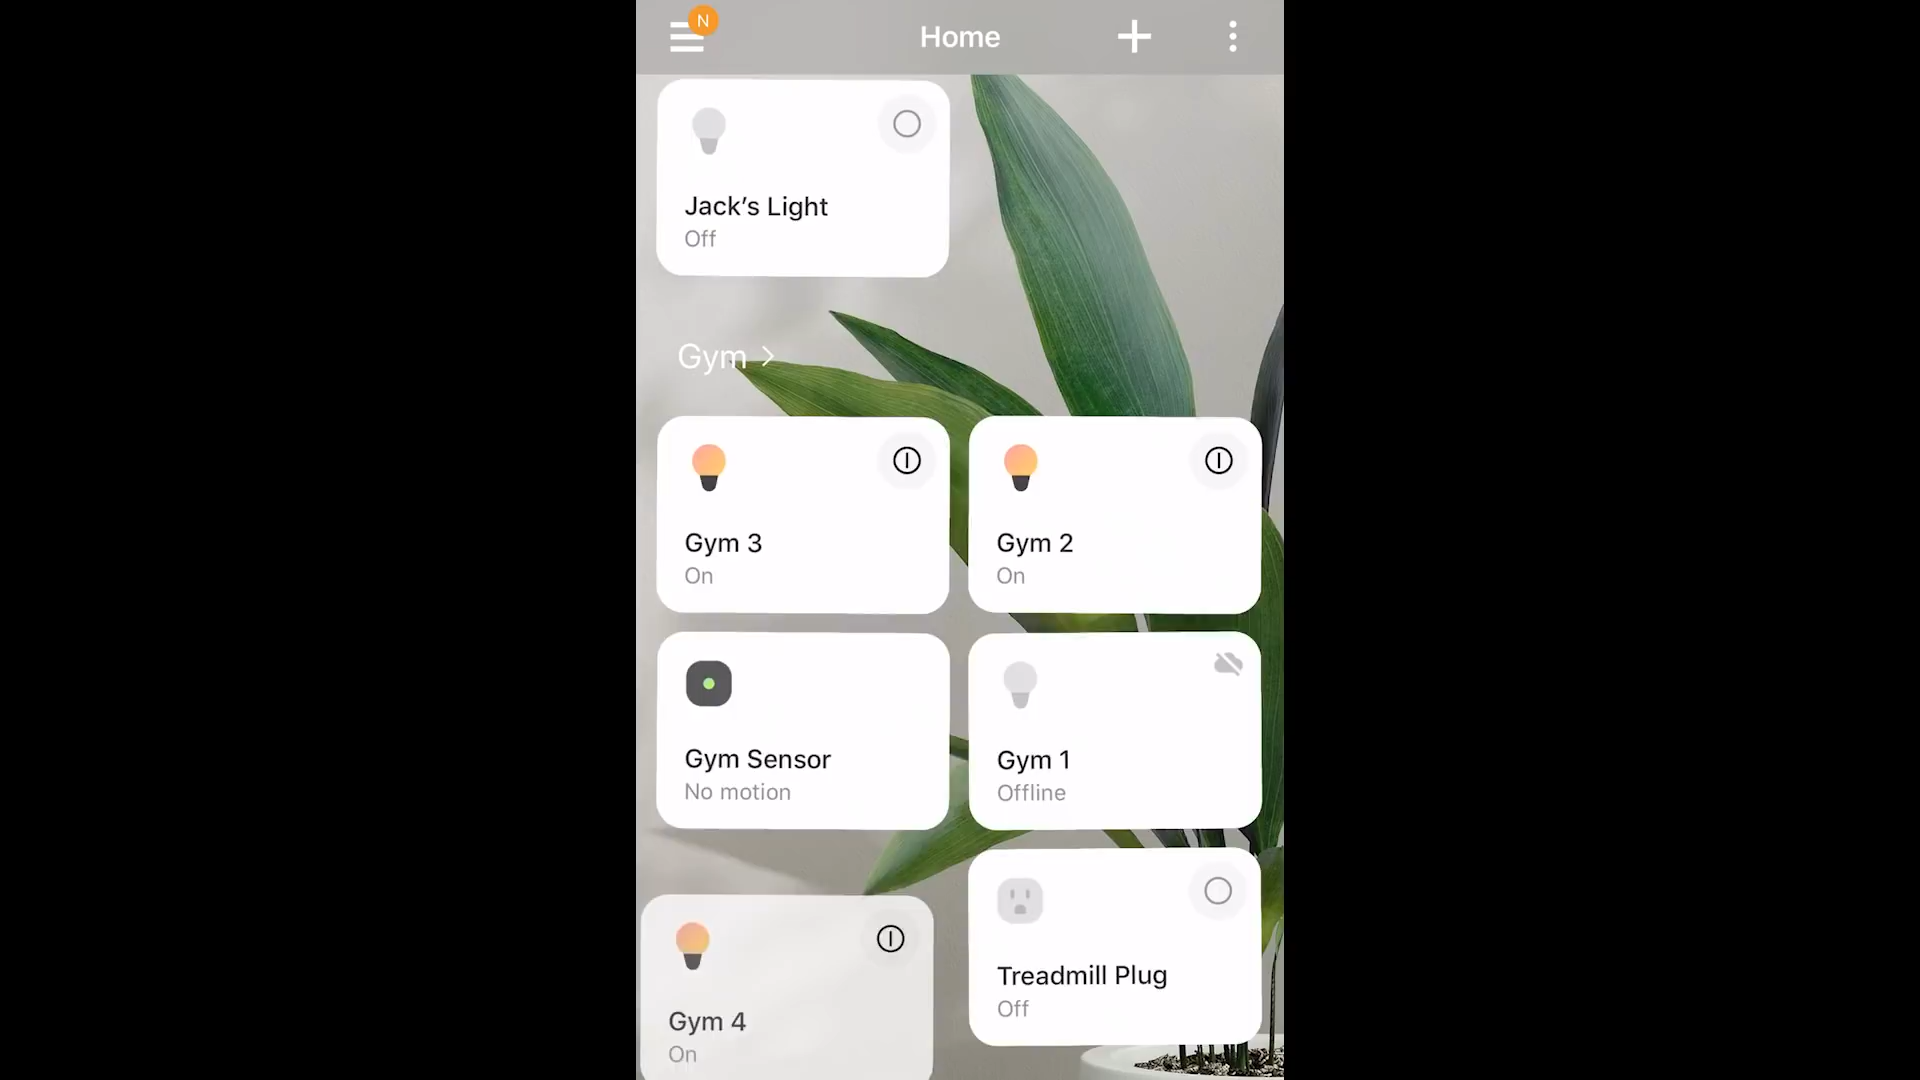 N
Home
Jack’s Light
Off
Gym
Gym 3
On
Gym 2
On
Gym Sensor
No motion
Gym 1
Offline
Gym 4
On
Treadmill Plug
Off